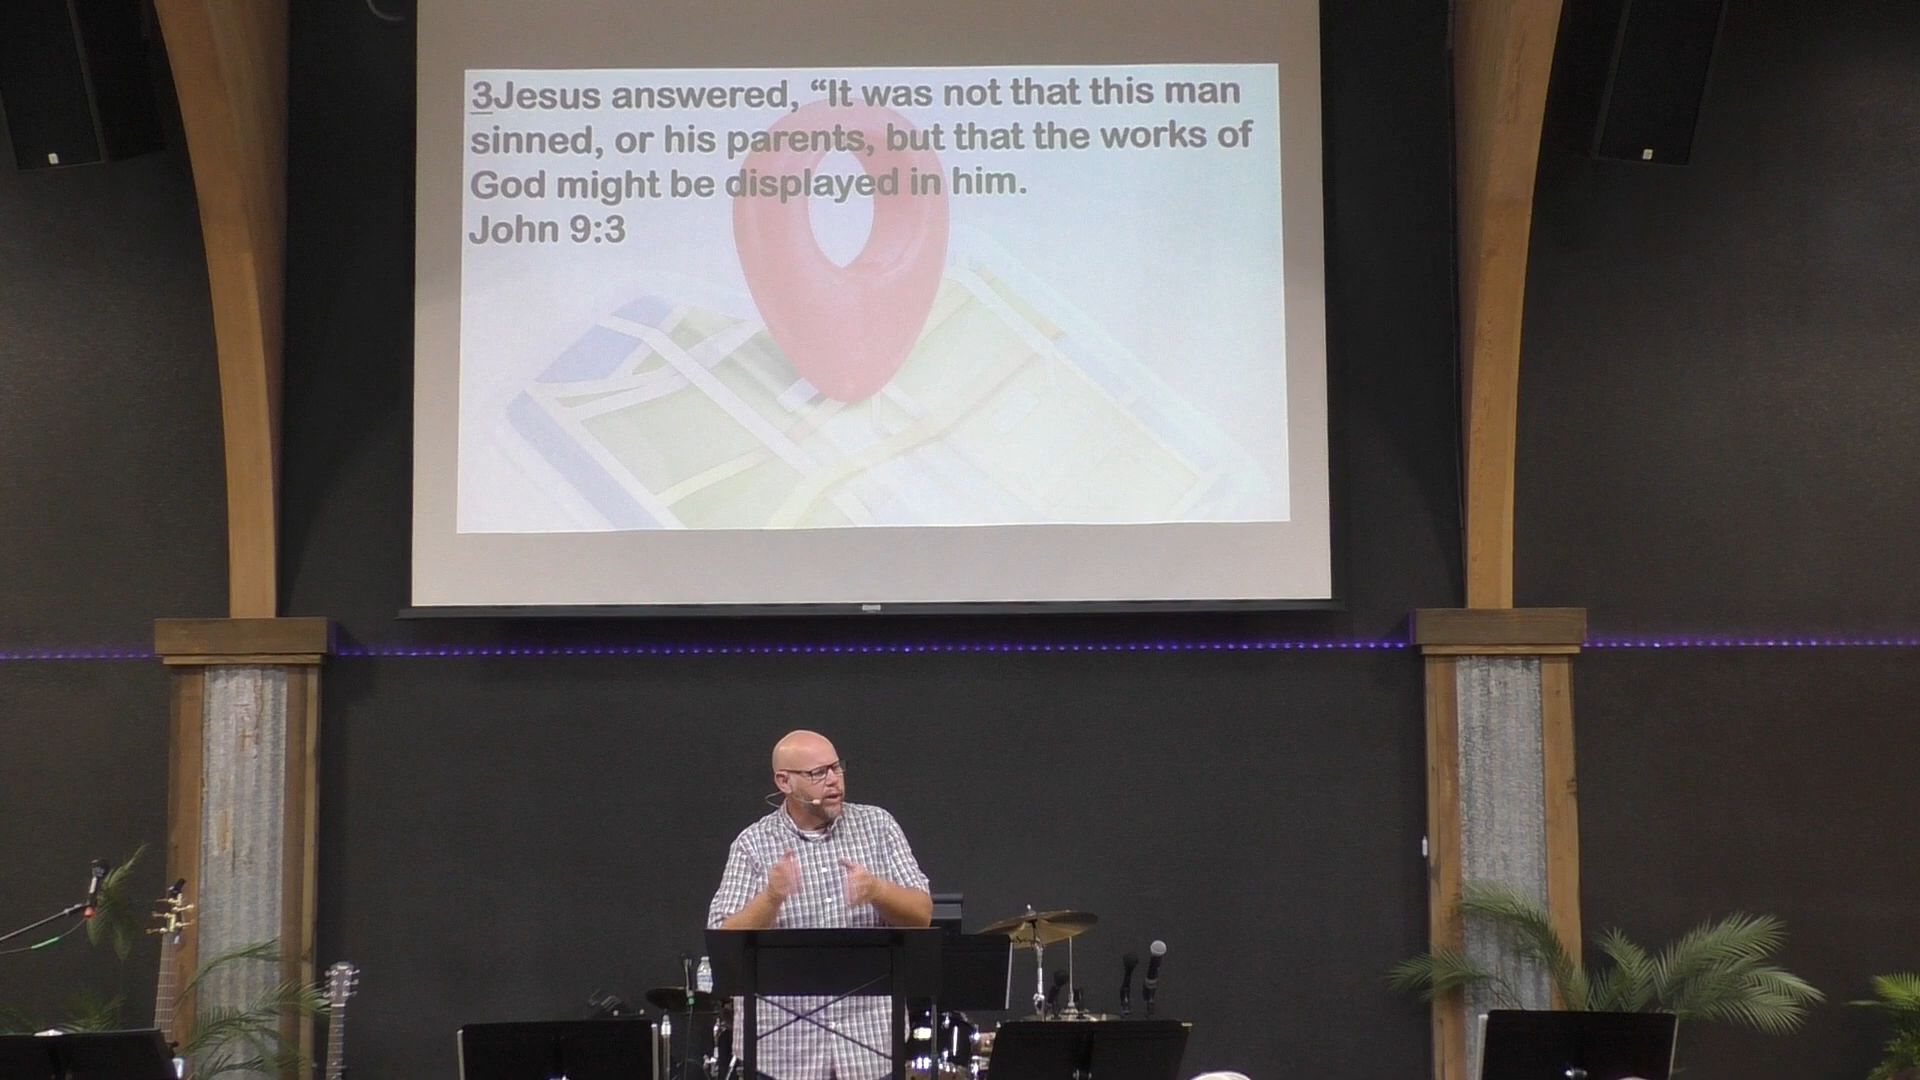 3Jesus answered, “It was not that this man
sinned, or his parents, but that the works of
God might be displayed in him.
John 9:3